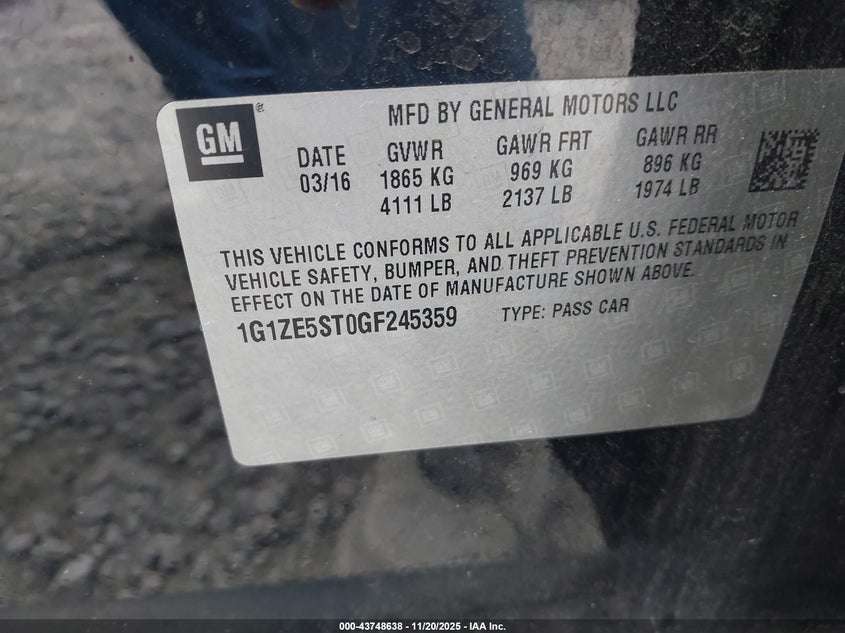 GM
MFD BY GENERAL MOTORS LLC
DATE GVWR GAWR FRT GAWR RR
03/16 1865 KG 969 KG 896 KG
4111 LB 2137 LB 1974 LB
THIS VEHICLE CONFORMS TO ALL APPLICABLE U.S. FEDERAL MOTOR
VEHICLE SAFETY, BUMPER, AND THEFT PREVENTION STANDARDS IN
EFFECT ON THE DATE OF MANUFACTURE SHOWN ABOVE.
1G1ZE5ST0GF245359 TYPE: PASS CAR
000-43748638 - 11/20/2025 - IAA Inc.